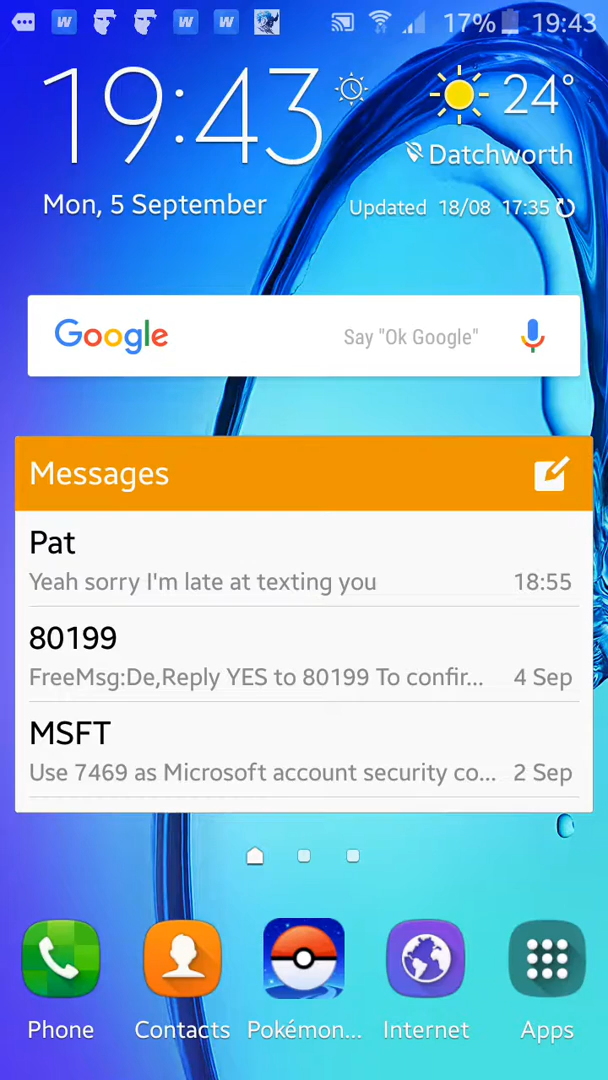 W W W 17% 19:43
19:43 24°
Datchworth
Mon, 5 September Updated 18/08 17:35
Google Say "Ok Google"
Messages
Pat
Yeah sorry I'm late at texting you 18:55
80199
FreeMsg:De,Reply YES to 80199 To confir... 4 Sep
MSFT
Use 7469 as Microsoft account security co... 2 Sep
Phone Contacts Pokémon... Internet Apps